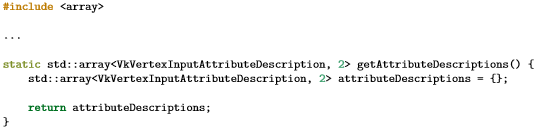 #include <array>
...
static std::array<VkVertexInputAttributeDescription, 2> getAttributeDescriptions() {
    std::array<VkVertexInputAttributeDescription, 2> attributeDescriptions = {};
    return attributeDescriptions;
}